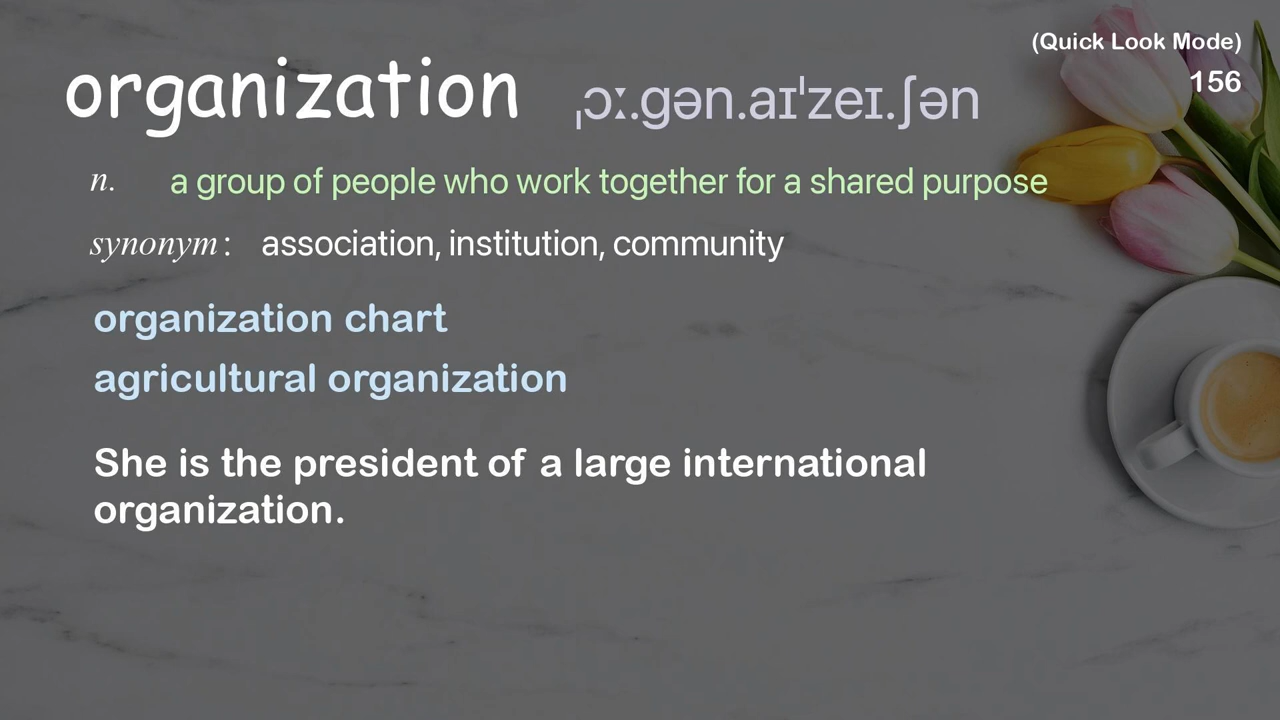 (Quick Look Mode)
organization ˌɔː.gən.aɪˈzeɪ.ʃən 156
n. a group of people who work together for a shared purpose
synonym: association, institution, community
organization chart
agricultural organization
She is the president of a large international
organization.